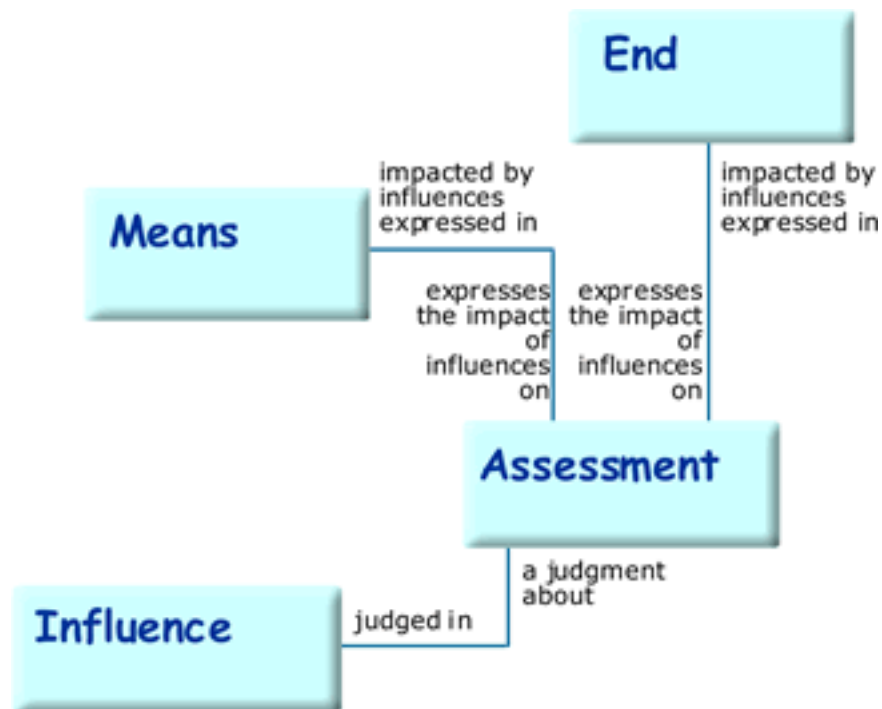 End
impacted by
influences
expressed in
impacted by
influences
expressed in
Means
expresses
the impact
of
influences
on
expresses
the impact
of
influences
on
Assessment
a judgment
about
Influence
judged in